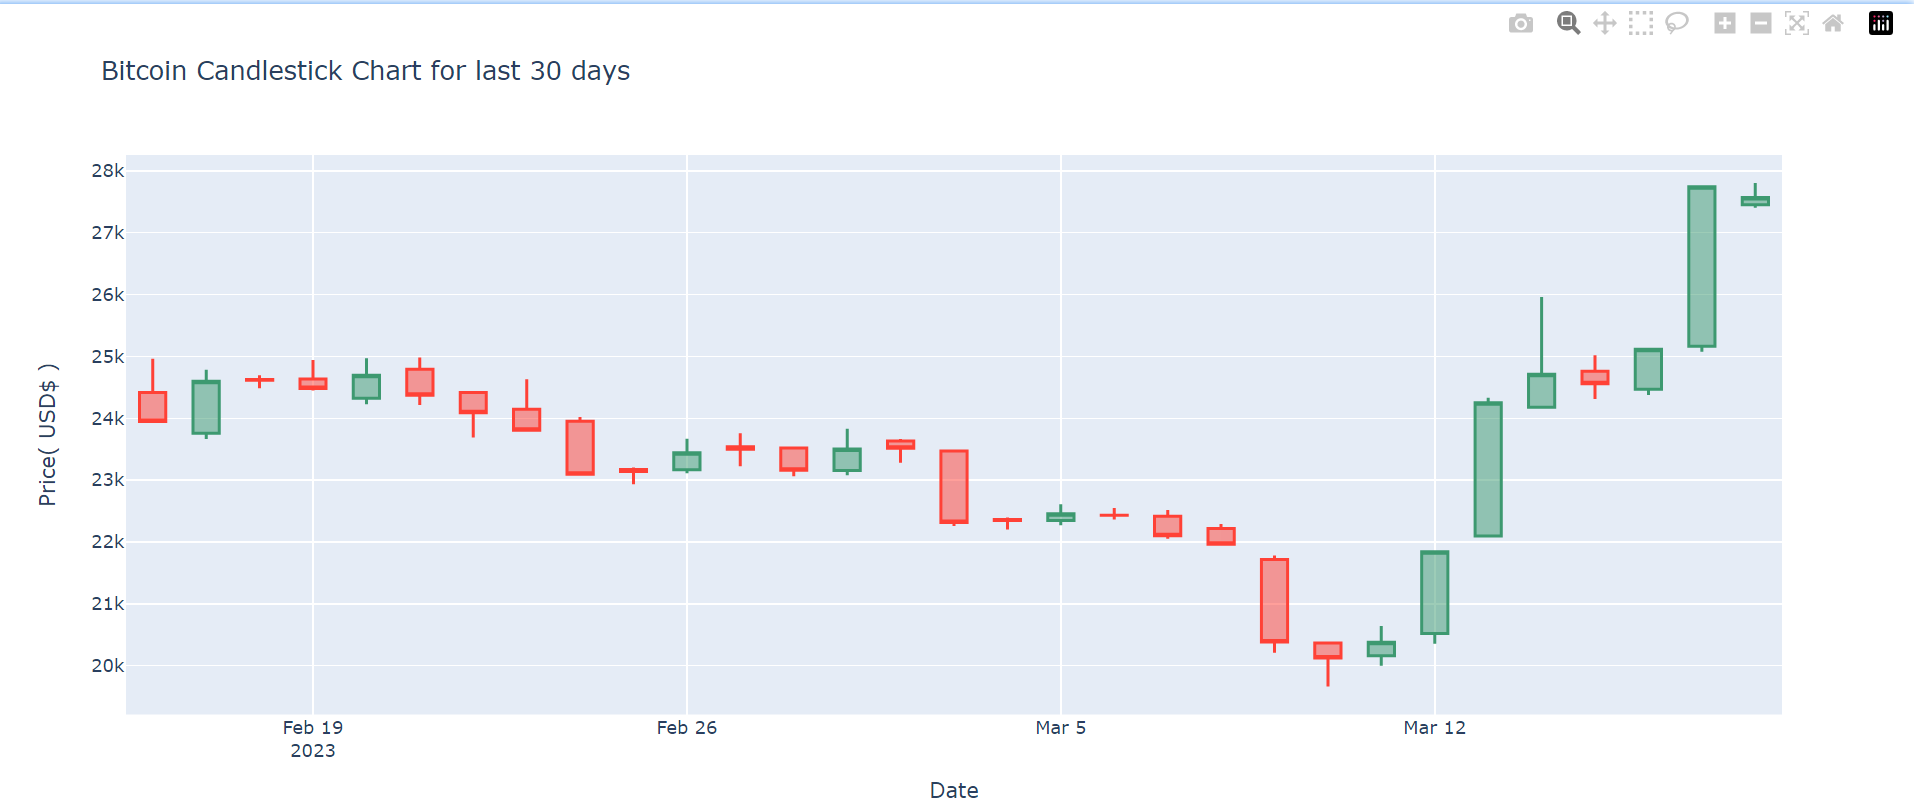 Bitcoin Candlestick Chart for last 30 days
28k
27k
26k
25k
24k
23k
22k
21k
20k
Price( USD$ )
Feb 19
2023
Feb 26
Mar 5
Mar 12
Date